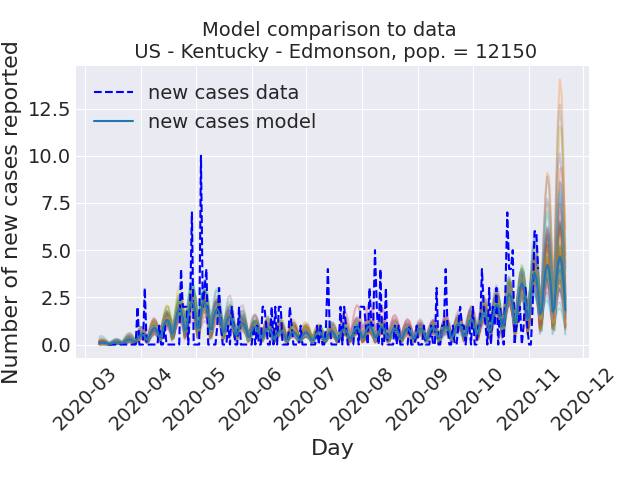 Model comparison to data
US - Kentucky - Edmonson, pop. = 12150
new cases data
new cases model
Number of new cases reported
12.5
10.0
7.5
5.0
2.5
0.0
2020-03
2020-04
2020-05
2020-06
2020-07
2020-08
2020-09
2020-10
2020-11
2020-12
Day